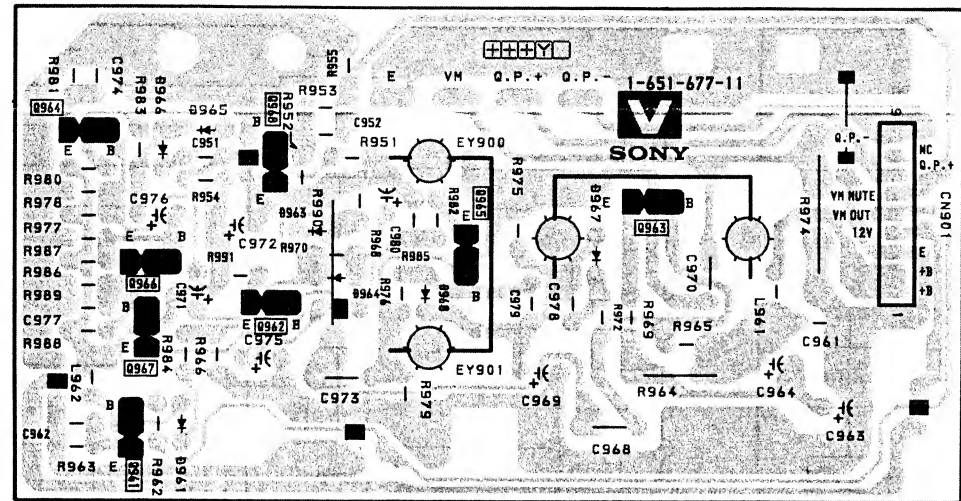 R981
C974
R983
D966
D965
Q960
R952
R953
R955
E VM Q.P.+ Q.P.-
1-651-677-11
V
SONY
Q964
E B
C951
B
C952
R951
EY900
R975
Q.P.-
9
NC
Q.P.+
VM MUTE
VM OUT
12V
E
+B
+B
1
CN901
R980
R978
R977
R987
R986
R989
C977
R988
C976
R954
E
D963
R990
R982
Q965
E
D967
E B
Q963
R974
E B
Q966
C971
R991
C972
R970
R968
C980
R985
D964
R976
D968
B
C979
C978
R972
R969
C970
R965
L961
C961
B
E
Q967
E B
Q962
C975
R984
R966
EY901
L962
C973
R979
C969
R964
C964
C963
C962
R963
B
E
Q941
R962
D961
C968